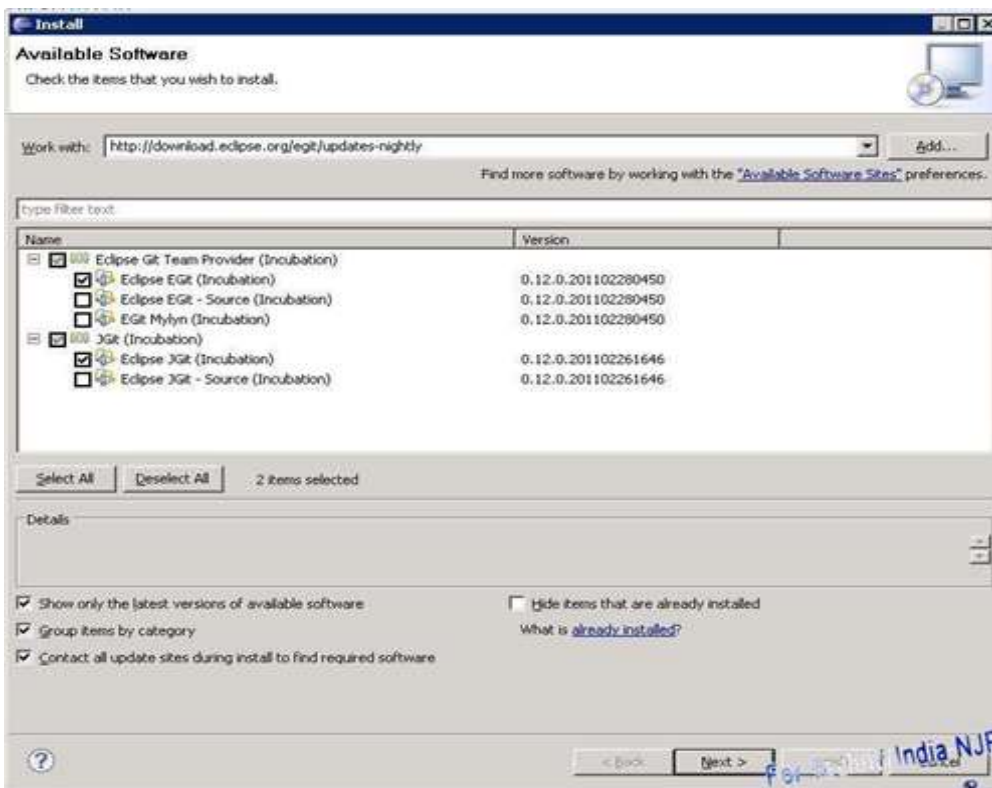 Install
Available Software
Check the items that you wish to install.
Work with: http://download.eclipse.org/egit/updates-nightly Add...
Find more software by working with the "Available Software Sites" preferences.
type filter text
Name Version
Eclipse Git Team Provider (Incubation)
Eclipse EGit (Incubation) 0.12.0.201102280450
Eclipse EGit - Source (Incubation) 0.12.0.201102280450
EGit Mylyn (Incubation) 0.12.0.201102280450
JGit (Incubation)
Eclipse JGit (Incubation) 0.12.0.201102261646
Eclipse JGit - Source (Incubation) 0.12.0.201102261646
Select All Deselect All 2 items selected
Details
Show only the latest versions of available software Hide items that are already installed
Group items by category What is already installed?
Contact all update sites during install to find required software
< Back Next > Cancel
For India NJP